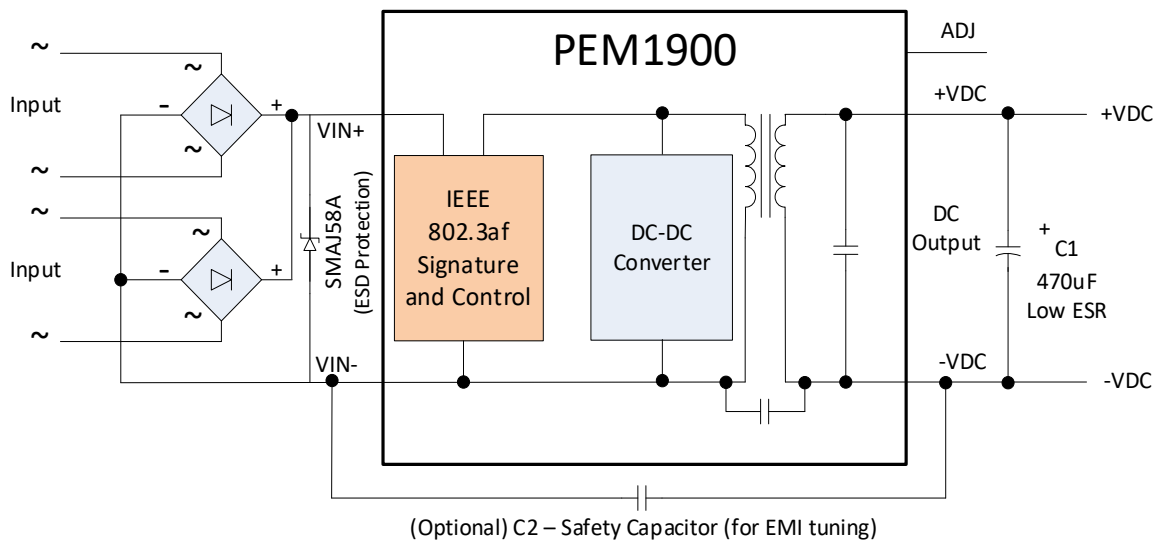 PEM1900
ADJ
~
~
Input
-
+
~
~
VIN+
SMAJ58A
(ESD Protection)
~
~
Input
-
+
~
~
VIN-
IEEE
802.3af
Signature
and Control
DC-DC
Converter
+VDC
+VDC
DC
Output
+
C1
470uF
Low ESR
-VDC
-VDC
(Optional) C2 – Safety Capacitor (for EMI tuning)